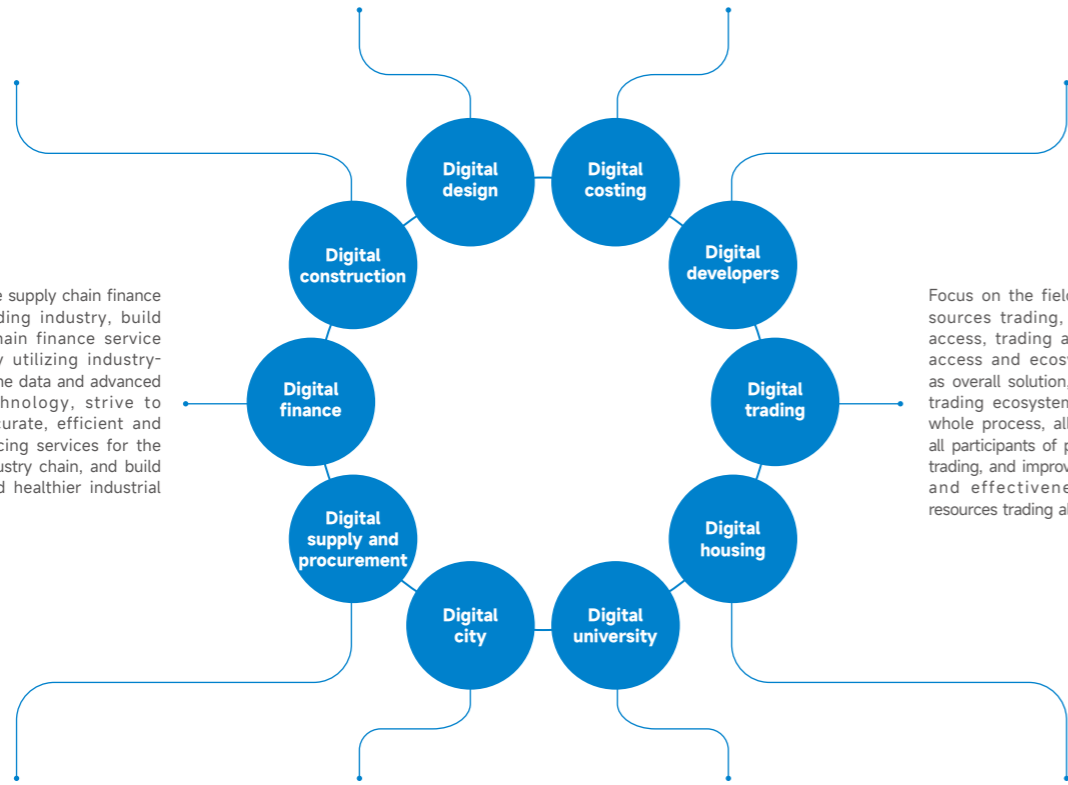 Digital
design
Digital
costing
Digital
construction
Digital
developers
supply chain finance
ding industry, build
hain finance service
utilizing industry-
data and advanced
hnology, strive to
curate, efficient and
cing services for the
ustry chain, and build
healthier industrial
Digital
finance
Digital
trading
Focus on the fiel
sources trading,
access, trading a
access and ecos
as overall solution,
trading ecosystem
whole process, al
all participants of p
trading, and improv
and effectivene
resources trading al
Digital
supply and
procurement
Digital
housing
Digital
city
Digital
university